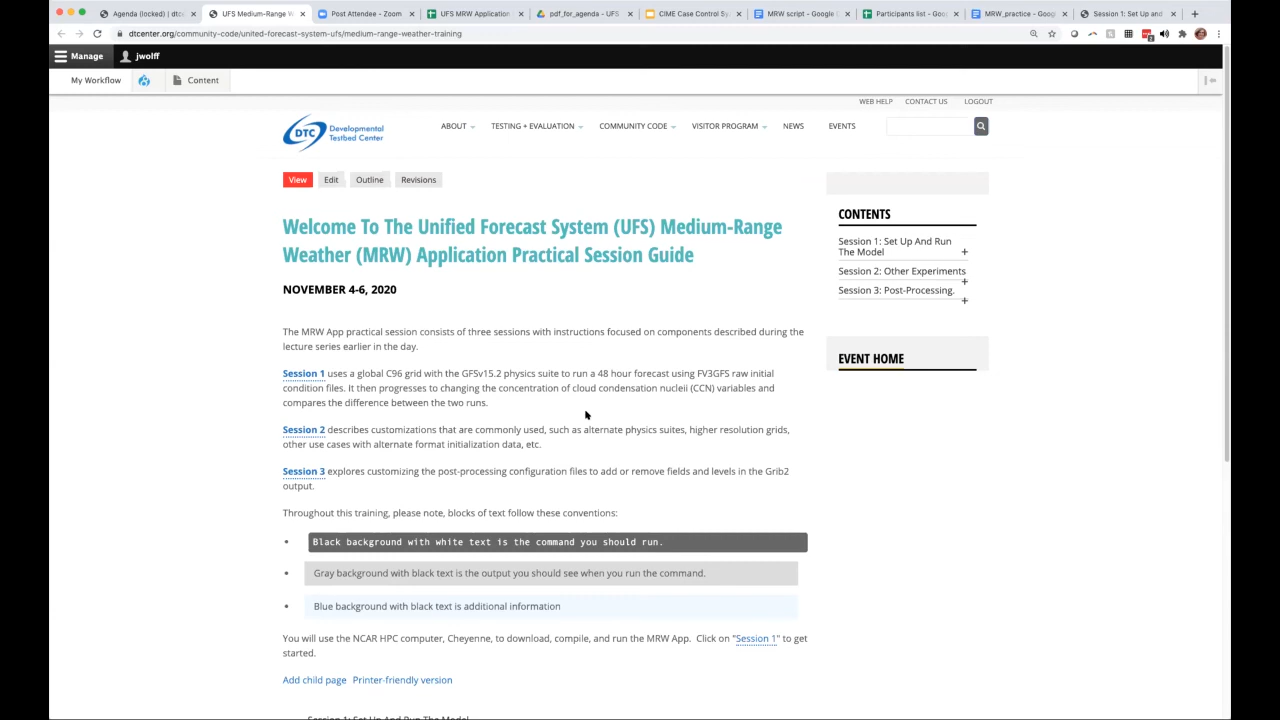 Agenda (locked) | dtc
UFS Medium-Range W
Post Attendee - Zoom
UFS MRW Application
pdf_for_agenda - UFS
CIME Case Control Sy
MRW script - Google
Participants list - Goo
MRW_practice - Goog
Session 1: Set Up and
dtcenter.org/community-code/united-forecast-system-ufs/medium-range-weather-training
Manage jwolff
My Workflow Content
WEB HELP CONTACT US LOGOUT
DTC Developmental
Testbed Center
ABOUT TESTING + EVALUATION COMMUNITY CODE VISITOR PROGRAM NEWS EVENTS
View Edit Outline Revisions
Welcome To The Unified Forecast System (UFS) Medium-Range
Weather (MRW) Application Practical Session Guide
NOVEMBER 4-6, 2020
The MRW App practical session consists of three sessions with instructions focused on components described during the
lecture series earlier in the day.
Session 1 uses a global C96 grid with the GFSv15.2 physics suite to run a 48 hour forecast using FV3GFS raw initial
condition files. It then progresses to changing the concentration of cloud condensation nucleii (CCN) variables and
compares the difference between the two runs.
Session 2 describes customizations that are commonly used, such as alternate physics suites, higher resolution grids,
other use cases with alternate format initialization data, etc.
Session 3 explores customizing the post-processing configuration files to add or remove fields and levels in the Grib2
output.
Throughout this training, please note, blocks of text follow these conventions:
• Black background with white text is the command you should run.
• Gray background with black text is the output you should see when you run the command.
• Blue background with black text is additional information
You will use the NCAR HPC computer, Cheyenne, to download, compile, and run the MRW App. Click on "Session 1" to get
started.
Add child page Printer-friendly version
Session 1: Set Up And Run The Model
CONTENTS
Session 1: Set Up And Run
The Model +
Session 2: Other Experiments
+
Session 3: Post-Processing.
+
EVENT HOME